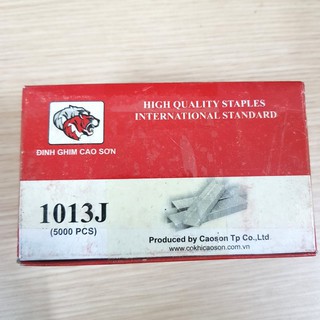 HIGH QUALITY STAPLES
INTERNATIONAL STANDARD
ĐINH GHIM CAO SƠN
1013J
(5000 PCS)
Produced by Caoson Tp Co.,Ltd
www.cokhicaoson.com.vn